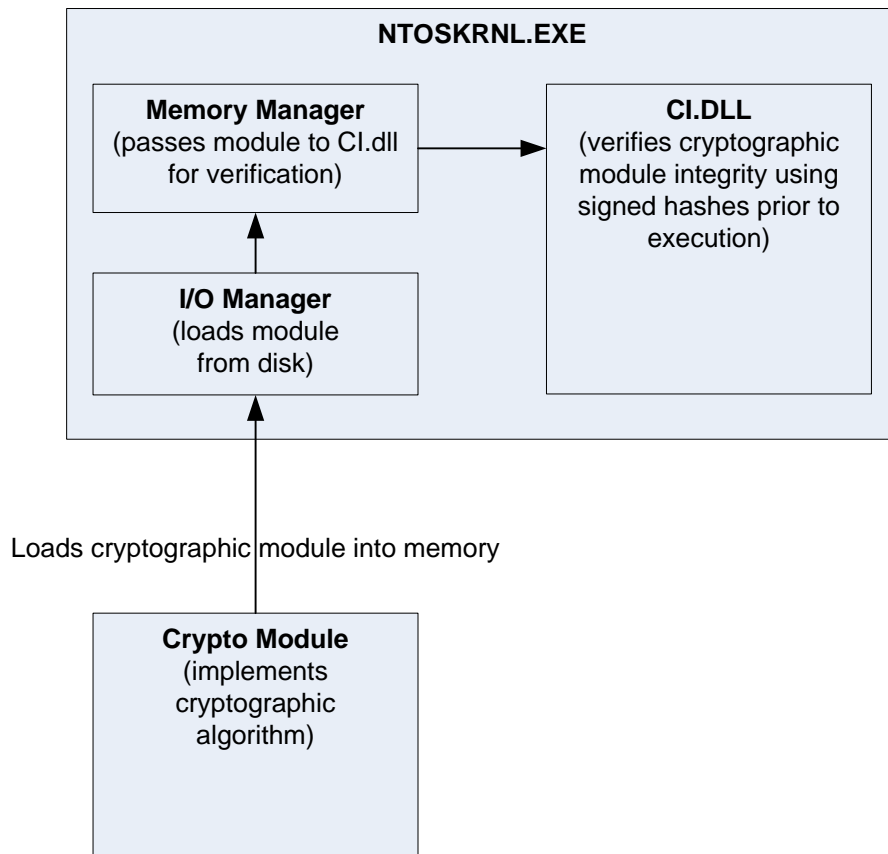 NTOSKRNL.EXE
Memory Manager
(passes module to CI.dll
for verification)
CI.DLL
(verifies cryptographic
module integrity using
signed hashes prior to
execution)
I/O Manager
(loads module
from disk)
Loads cryptographic module into memory
Crypto Module
(implements
cryptographic
algorithm)